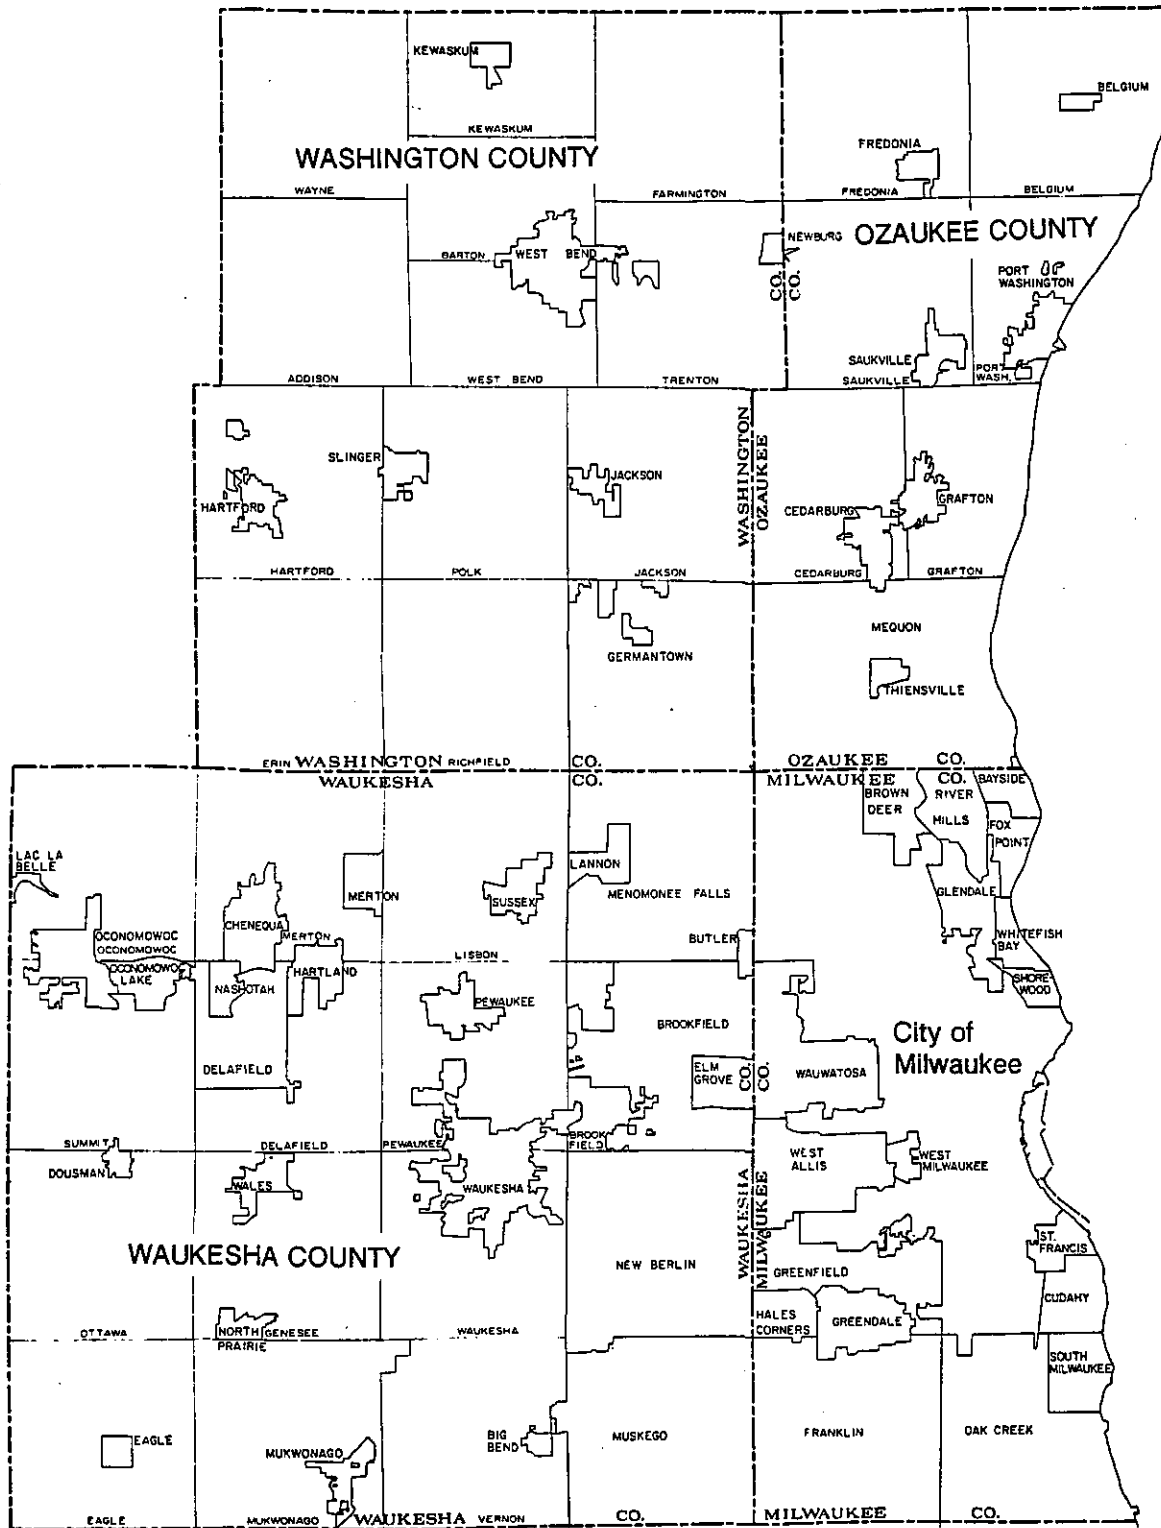 KEWASKUM
BELGIUM
KEWASKUM
WASHINGTON COUNTY
FREDONIA
WAYNE
FARMINGTON
FREDONIA
BELGIUM
NEWBURG
OZAUKEE COUNTY
BARTON
WEST BEND
CO.
CO.
PORT
WASHINGTON
SAUKVILLE
SAUKVILLE
PORT
WASH.
ADDISON
WEST BEND
TRENTON
SLINGER
JACKSON
WASHINGTON
OZAUKEE
HARTFORD
CEDARBURG
GRAFTON
HARTFORD
POLK
JACKSON
CEDARBURG
GRAFTON
MEQUON
GERMANTOWN
THIENSVILLE
ERIN
WASHINGTON
RICHFIELD
CO.
OZAUKEE
CO.
WAUKESHA
CO.
MILWAUKEE
CO.
BAYSIDE
BROWN
DEER
RIVER
HILLS
FOX
POINT
LAC LA
BELLE
LANNON
MERTON
SUSSEX
MENOMONEE FALLS
GLENDALE
CHENEQUA
OCONOMOWOC
MERTON
BUTLER
WHITEFISH
BAY
OCONOMOWOC
LISBON
OCONOMOWOC
LAKE
NASHOTAH
HARTLAND
SHORE-
WOOD
PEWAUKEE
BROOKFIELD
City of
Milwaukee
DELAFIELD
ELM
GROVE
CO.
CO.
WAUWATOSA
SUMMIT
DELAFIELD
PEWAUKEE
BROOK
FIELD
WEST
ALLIS
WEST
MILWAUKEE
DOUSMAN
WALES
WAUKESHA
WAUKESHA
MILWAUKEE
WAUKESHA COUNTY
NEW BERLIN
GREENFIELD
ST.
FRANCIS
CUDAHY
OTTAWA
NORTH
PRAIRIE
GENESEE
WAUKESHA
HALES
CORNERS
GREENDALE
SOUTH
MILWAUKEE
EAGLE
MUKWONAGO
BIG
BEND
MUSKEGO
FRANKLIN
OAK CREEK
EAGLE
MUKWONAGO
WAUKESHA
VERNON
CO.
MILWAUKEE
CO.